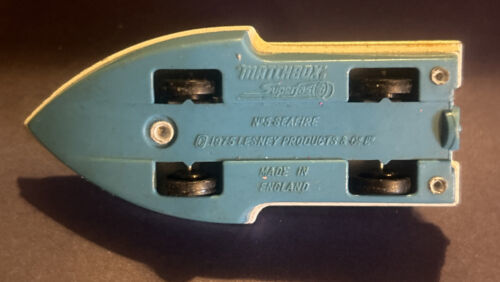 MATCHBOX
Superfast
No 5 SEAFIRE
© 1975 LESNEY PRODUCTS & Co Ltd
MADE IN
ENGLAND